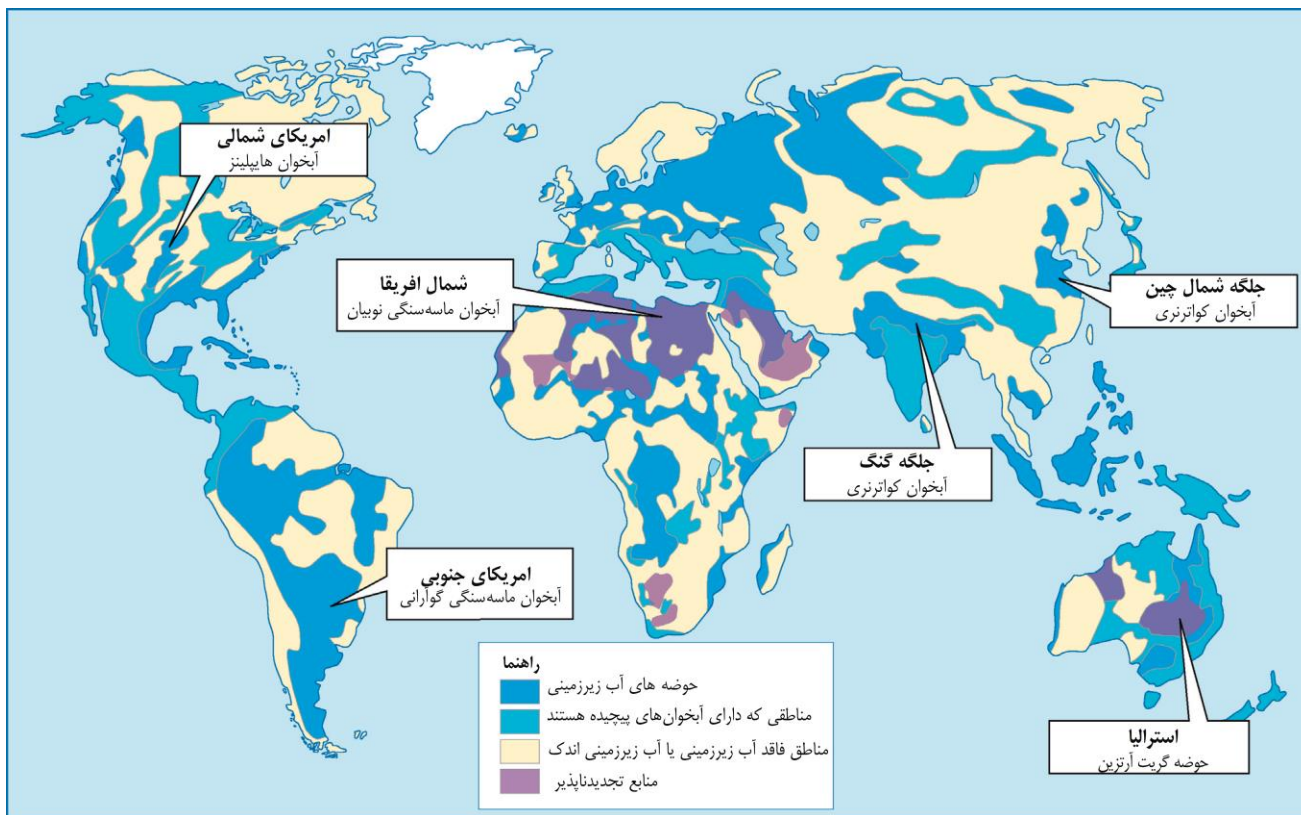 امریکای شمالی
آبخوان هایپلینز
شمال افریقا
آبخوان ماسه‌سنگی نوبیان
جلگه شمال چین
آبخوان کواترنری
جلگه گنگ
آبخوان کواترنری
امریکای جنوبی
آبخوان ماسه‌سنگی گوآرانی
استرالیا
حوضه گریت آرتزین
راهنما
حوضه های آب زیرزمینی
مناطقی که دارای آبخوان‌های پیچیده هستند
مناطق فاقد آب زیرزمینی یا آب زیرزمینی اندک
منابع تجدیدناپذیر